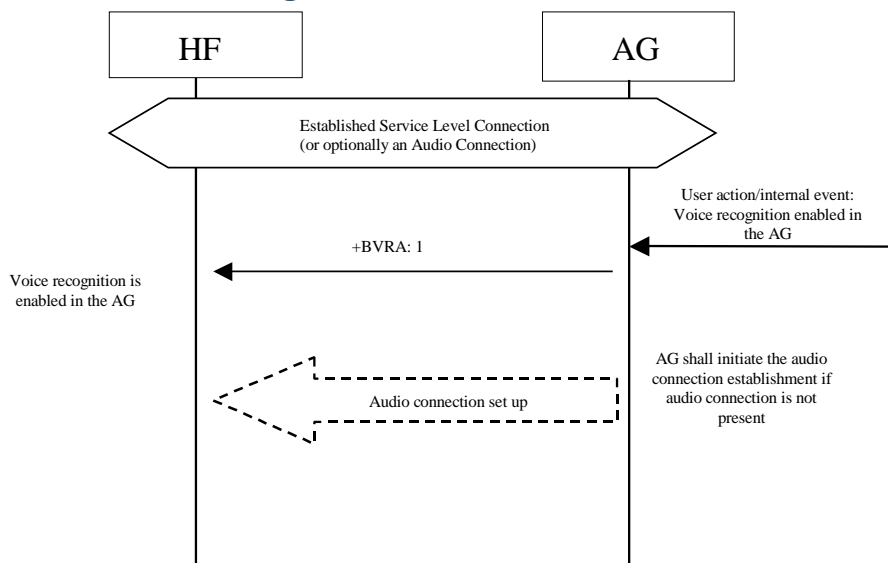 HF
AG
Established Service Level Connection
(or optionally an Audio Connection)
User action/internal event:
Voice recognition enabled in
the AG
+BVRA: 1
Voice recognition is
enabled in the AG
AG shall initiate the audio
connection establishment if
audio connection is not
present
Audio connection set up